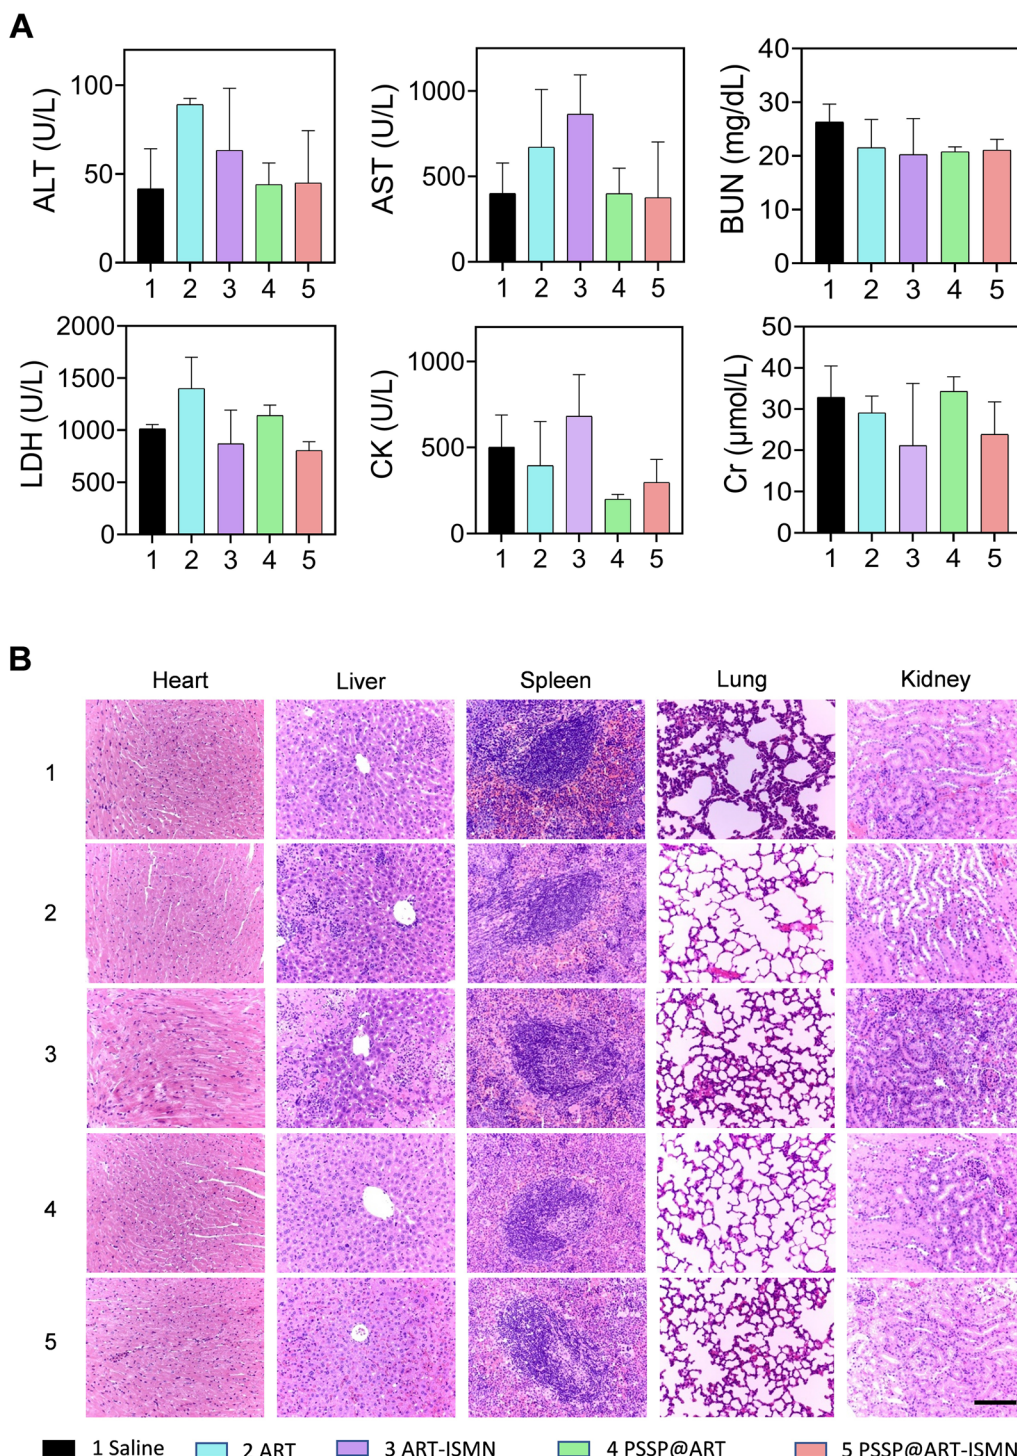 A
ALT (U/L)
100
50
0
1 2 3 4 5
AST (U/L)
1000
500
0
1 2 3 4 5
BUN (mg/dL)
40
30
20
10
0
1 2 3 4 5
LDH (U/L)
2000
1500
1000
500
0
1 2 3 4 5
CK (U/L)
1000
500
0
1 2 3 4 5
Cr (μmol/L)
50
40
30
20
10
0
1 2 3 4 5
B
Heart Liver Spleen Lung Kidney
1
2
3
4
5
1 Saline 2 ART 3 ART-ISMN 4 PSSP@ART 5 PSSP@ART-ISMN